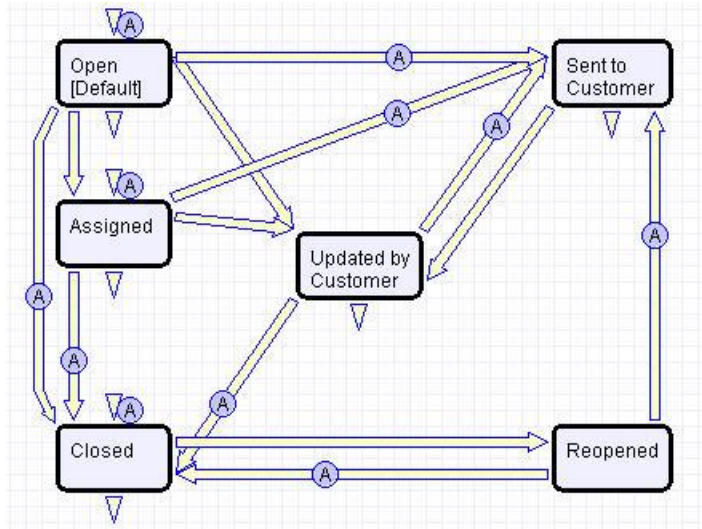 A
Open
[Default]
A
Sent to
Customer
A
A
A
Assigned
A
Updated by
Customer
A
A
A
A
A
Closed
Reopened
A